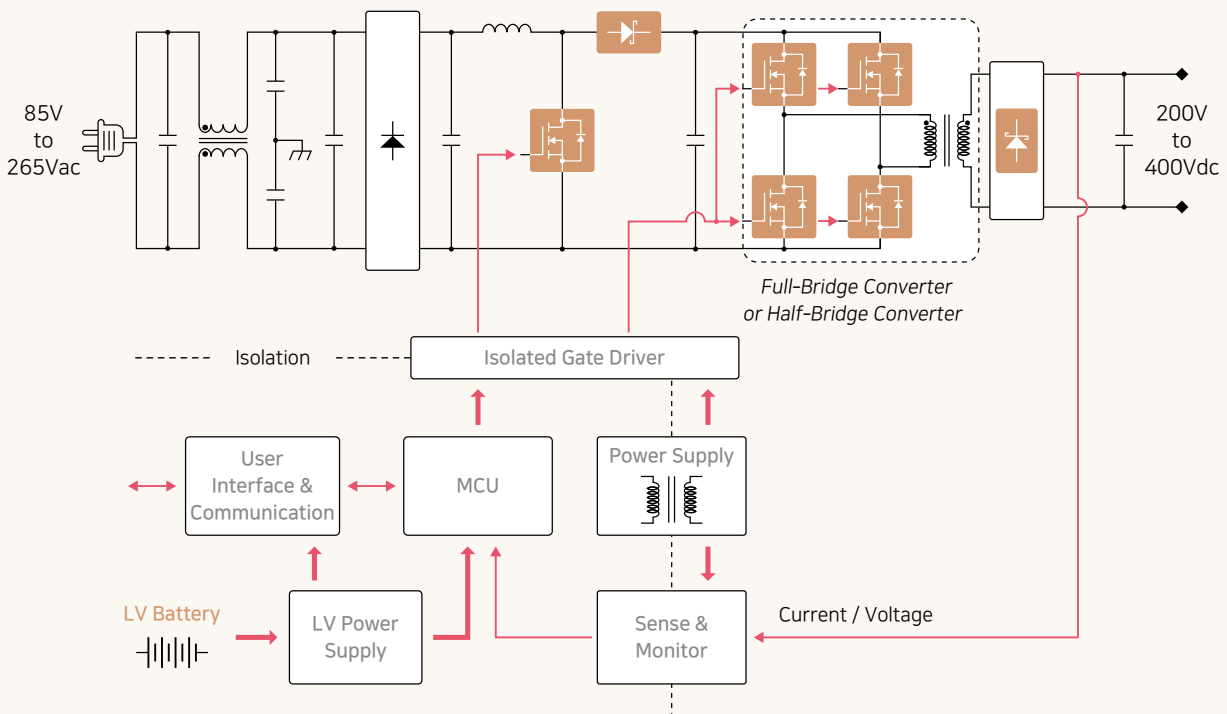 85V
to
265Vac
200V
to
400Vdc
Full-Bridge Converter
or Half-Bridge Converter
Isolation
Isolated Gate Driver
User
Interface &
Communication
MCU
Power Supply
LV Battery
LV Power
Supply
Sense &
Monitor
Current / Voltage